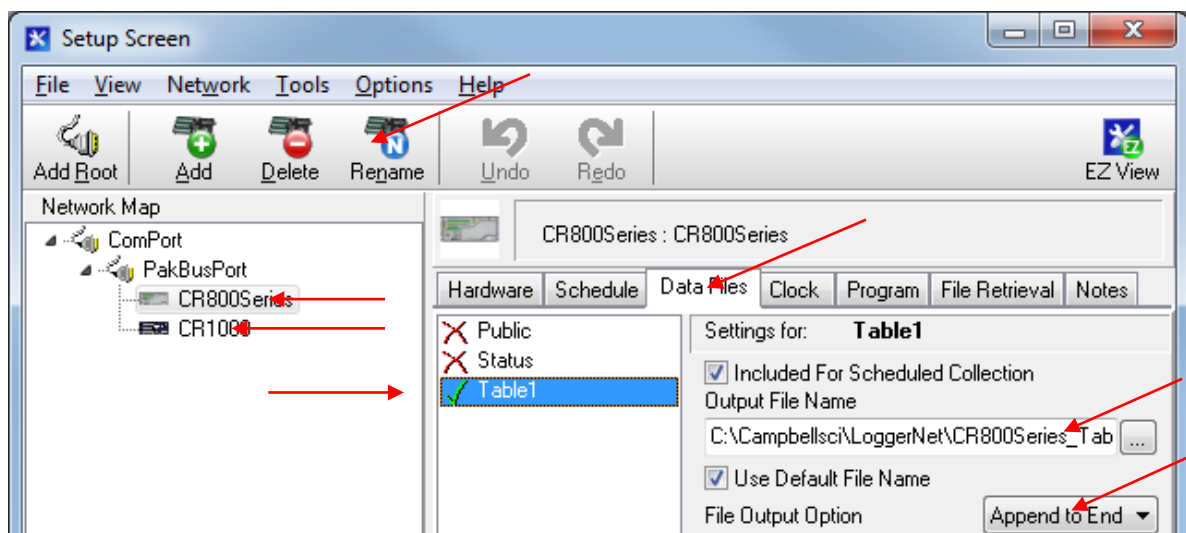 Setup Screen
File View Network Tools Options Help
Add Root Add Delete Rename Undo Redo EZ View
Network Map
ComPort
PakBusPort
CR800Series
CR1000
CR800Series : CR800Series
Hardware Schedule Data Files Clock Program File Retrieval Notes
Public
Status
Table1
Settings for: Table1
Included For Scheduled Collection
Output File Name
C:\Campbellsci\LoggerNet\CR800Series_Tab ...
Use Default File Name
File Output Option Append to End